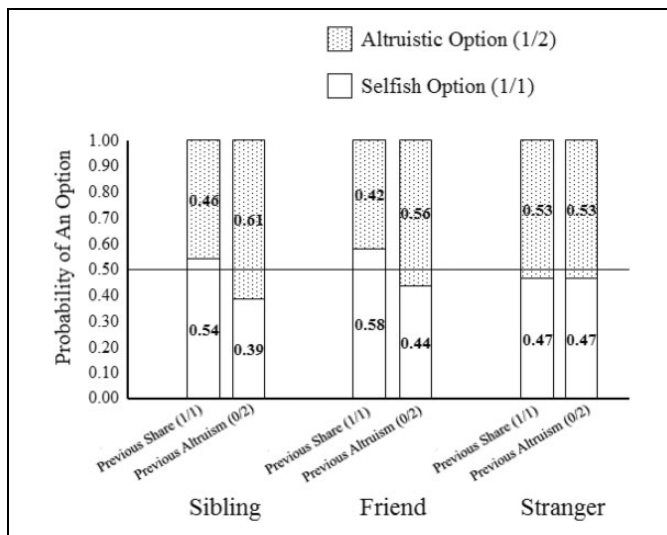 Altruistic Option (1/2)
Selfish Option (1/1)
Probability of An Option
1.00
0.90
0.80
0.70
0.60
0.50
0.40
0.30
0.20
0.10
0.00
0.46
0.61
0.42
0.56
0.53
0.53
0.54
0.39
0.58
0.44
0.47
0.47
Previous Share (1/1)
Previous Altruism (0/2)
Previous Share (1/1)
Previous Altruism (0/2)
Previous Share (1/1)
Previous Altruism (0/2)
Sibling
Friend
Stranger